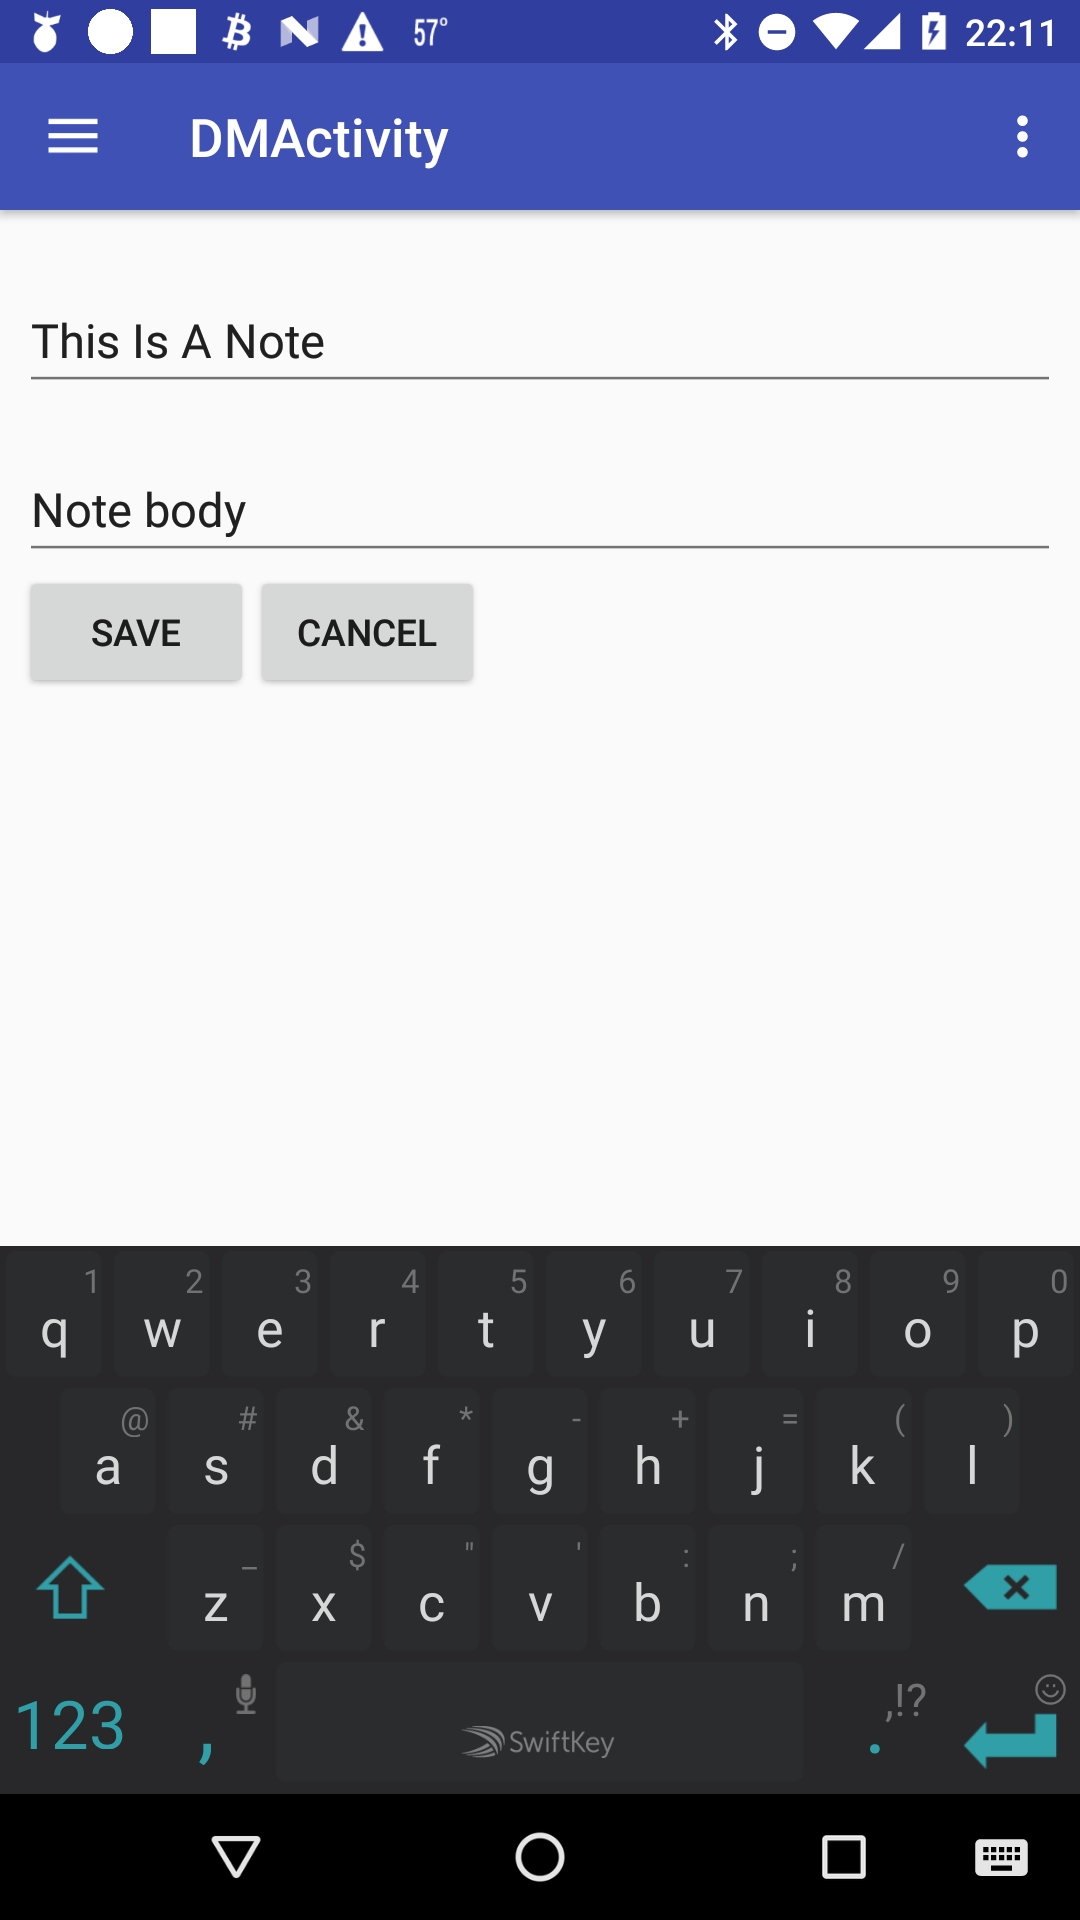 57° 22:11
DMActivity
This Is A Note
Note body
SAVE CANCEL
1 2 3 4 5 6 7 8 9 0
q w e r t y u i o p
@ # & * - + = ( )
a s d f g h j k l
_ $ " ' : ; /
z x c v b n m
123 , SwiftKey . ,!?